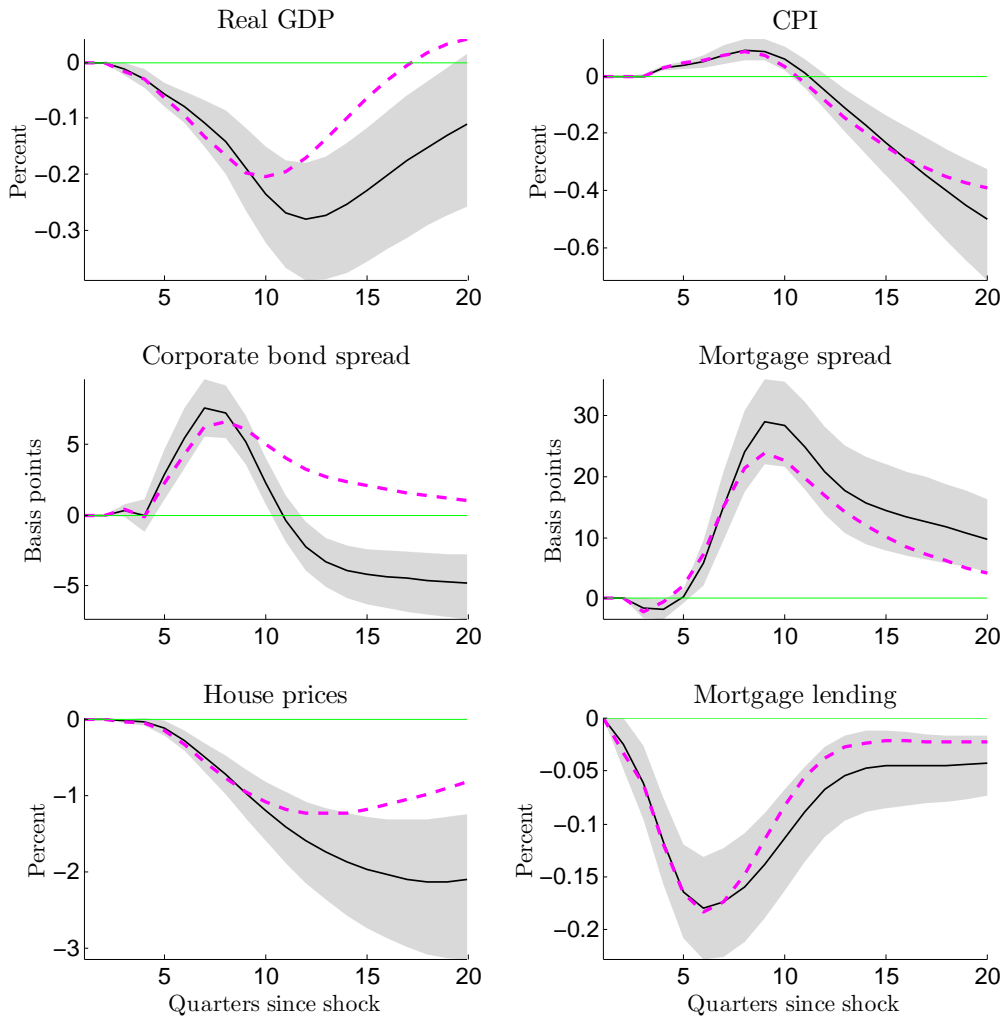 Real GDP
Percent
0
−0.1
−0.2
−0.3
5 10 15 20
CPI
Percent
0
−0.2
−0.4
−0.6
5 10 15 20
Corporate bond spread
Basis points
5
0
−5
5 10 15 20
Mortgage spread
Basis points
30
20
10
0
5 10 15 20
House prices
Percent
0
−1
−2
−3
5 10 15 20
Quarters since shock
Mortgage lending
Percent
0
−0.05
−0.1
−0.15
−0.2
5 10 15 20
Quarters since shock